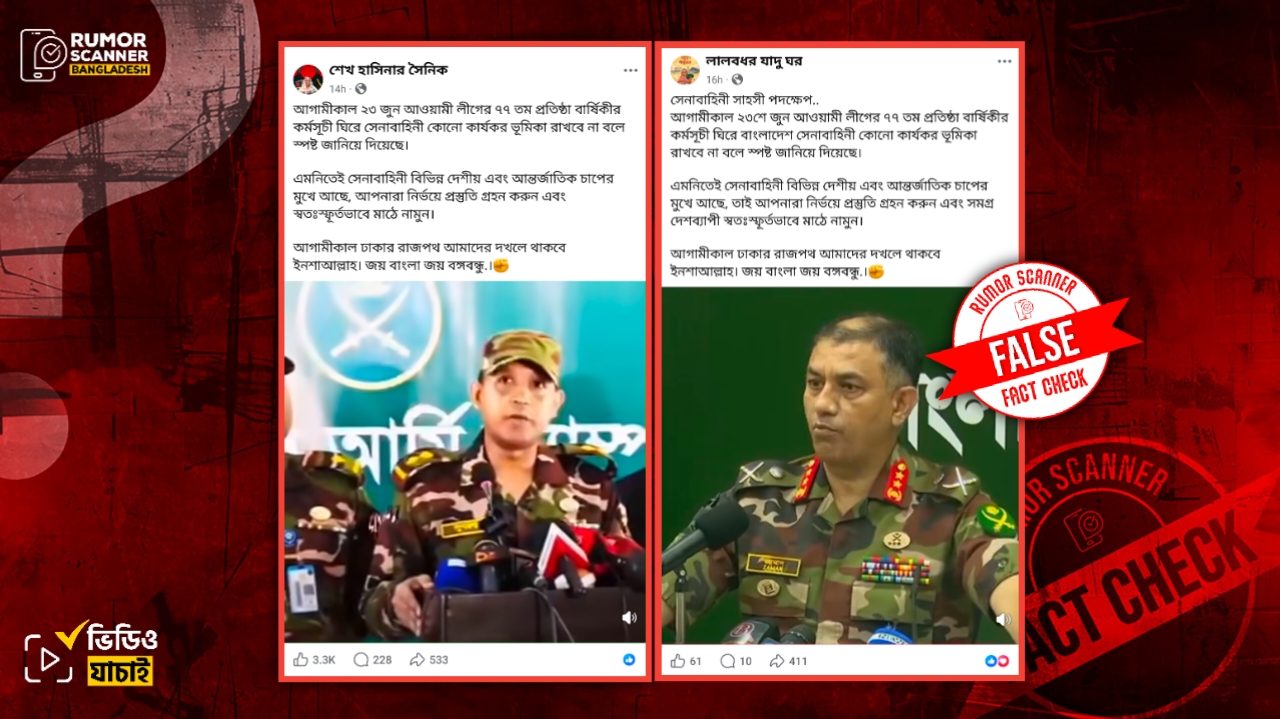 RUMOR
SCANNER
BANGLADESH
শেখ হাসিনার সৈনিক
14h
আগামীকাল ২৩ জুন আওয়ামী লীগের ৭৭ তম প্রতিষ্ঠা বার্ষিকীর
কর্মসূচী ঘিরে সেনাবাহিনী কোনো কার্যকর ভূমিকা রাখবে না বলে
স্পষ্ট জানিয়ে দিয়েছে।
এমনিতেই সেনাবাহিনী বিভিন্ন দেশীয় এবং আন্তর্জাতিক চাপের
মুখে আছে, আপনারা নির্ভয়ে প্রস্তুতি গ্রহন করুন এবং
স্বতঃস্ফূর্তভাবে মাঠে নামুন।
আগামীকাল ঢাকার রাজপথ আমাদের দখলে থাকবে
ইনশাআল্লাহ। জয় বাংলা জয় বঙ্গবন্ধু.।✊
আর্মি
3.3K 228 533
লালবধর যাদু ঘর
16h
সেনাবাহিনী সাহসী পদক্ষেপ..
আগামীকাল ২৩শে জুন আওয়ামী লীগের ৭৭ তম প্রতিষ্ঠা বার্ষিকীর
কর্মসূচী ঘিরে বাংলাদেশ সেনাবাহিনী কোনো কার্যকর ভূমিকা
রাখবে না বলে স্পষ্ট জানিয়ে দিয়েছে।
এমনিতেই সেনাবাহিনী বিভিন্ন দেশীয় এবং আন্তর্জাতিক চাপের
মুখে আছে, তাই আপনারা নির্ভয়ে প্রস্তুতি গ্রহন করুন এবং সমগ্র
দেশব্যাপী স্বতঃস্ফূর্তভাবে মাঠে নামুন।
আগামীকাল ঢাকার রাজপথ আমাদের দখলে থাকবে
ইনশাআল্লাহ। জয় বাংলা জয় বঙ্গবন্ধু.।✊
ZAMAN
61 10 411
RUMOR SCANNER
FALSE
FACT CHECK
RUMOR SCANNER
FACT CHECK
ভিডিও
যাচাই